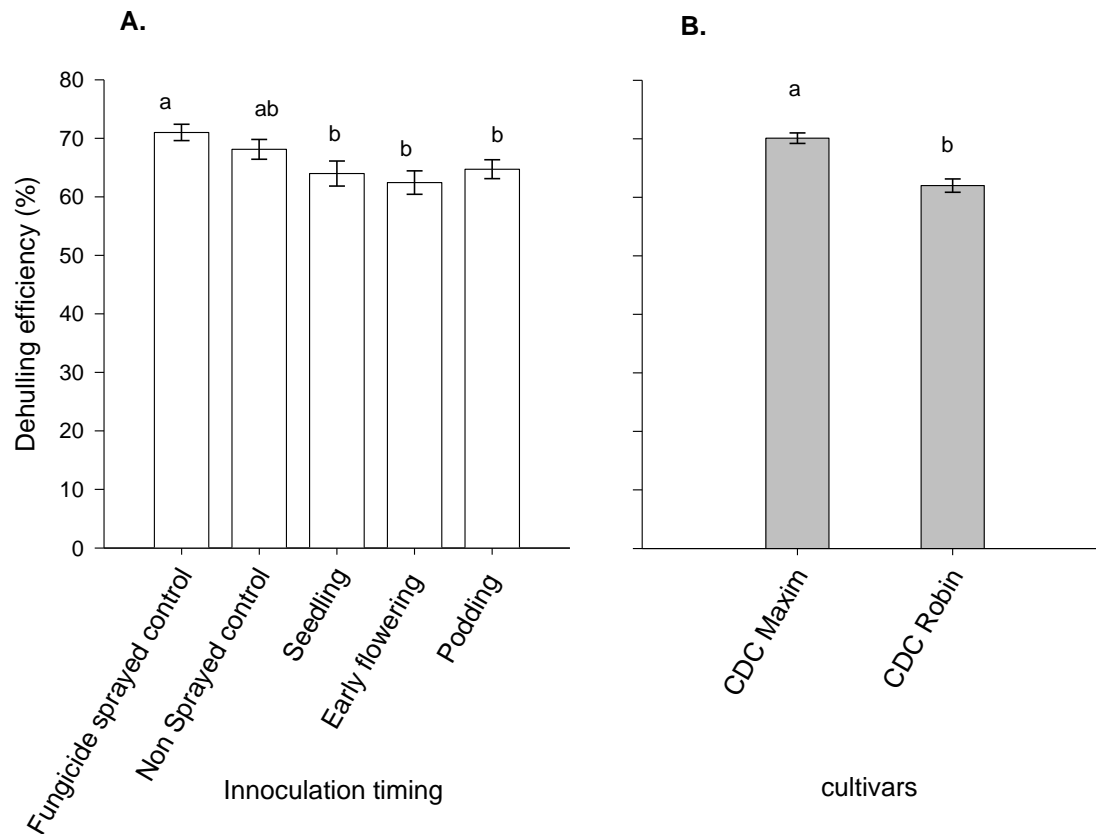 A.
B.
Dehulling efficiency (%)
80
70
60
50
40
30
20
10
0
a
ab
b
b
b
Fungicide sprayed control
Non Sprayed control
Seedling
Early flowering
Podding
Innoculation timing
a
b
CDC Maxim
CDC Robin
cultivars